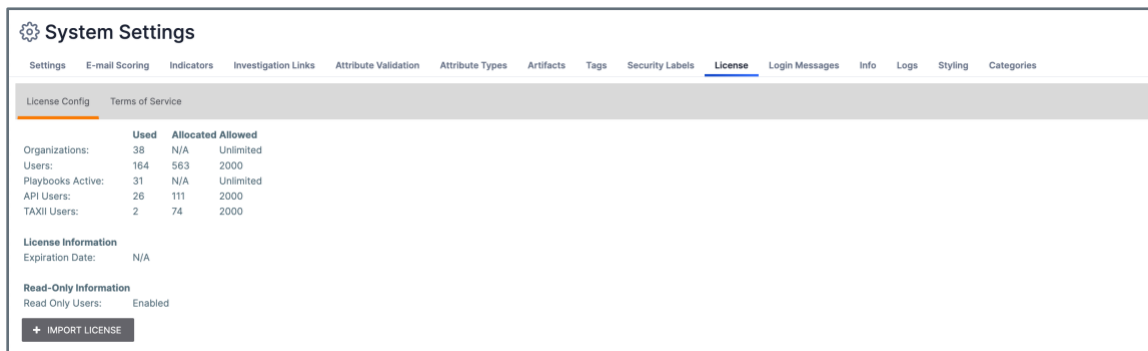 System Settings
Settings E-mail Scoring Indicators Investigation Links Attribute Validation Attribute Types Artifacts Tags Security Labels License Login Messages Info Logs Styling Categories
License Config Terms of Service
Used Allocated Allowed
Organizations: 38 N/A Unlimited
Users: 164 563 2000
Playbooks Active: 31 N/A Unlimited
API Users: 26 111 2000
TAXII Users: 2 74 2000
License Information
Expiration Date: N/A
Read-Only Information
Read Only Users: Enabled
+ IMPORT LICENSE